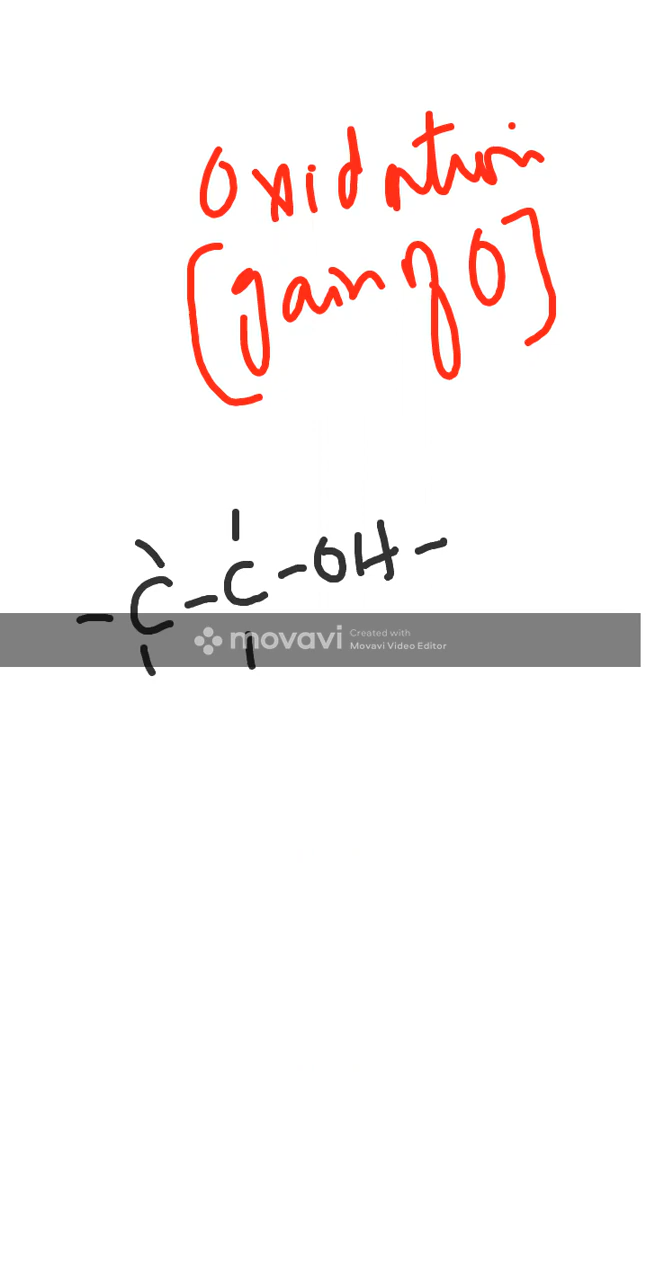 Oxidation
[gain of O]
-C-C-OH-
movavi
Created with
Movavi Video Editor